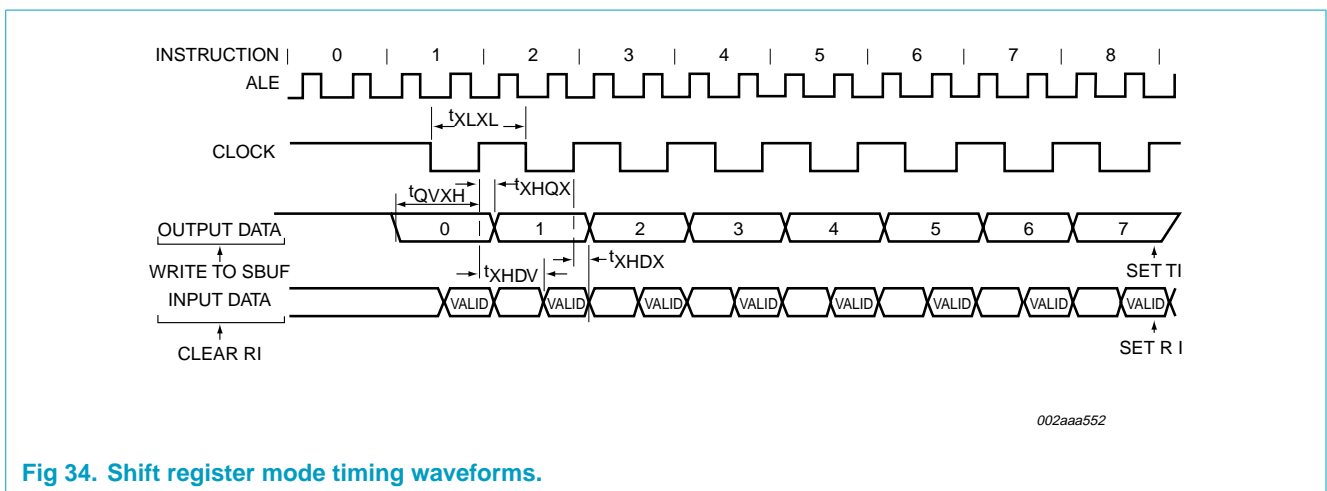 INSTRUCTION | 0 | 1 | 2 | 3 | 4 | 5 | 6 | 7 | 8 |
ALE
tXLXL
CLOCK
tQVXH
tXHQX
OUTPUT DATA 0 1 2 3 4 5 6 7
WRITE TO SBUF
tXHDV
tXHDX
SET TI
INPUT DATA VALID VALID VALID VALID VALID VALID VALID VALID
CLEAR RI
SET R I
002aaa552
Fig 34. Shift register mode timing waveforms.